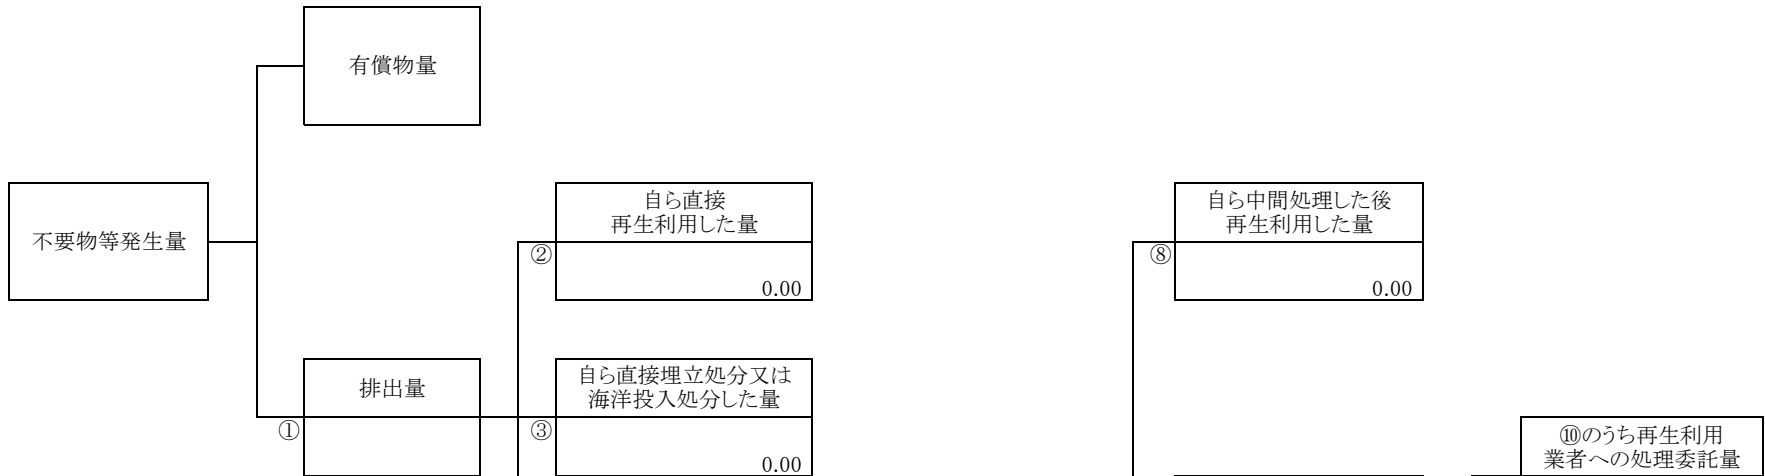 有償物量
不要物等発生量
自ら直接
再生利用した量
②
0.00
自ら中間処理した後
再生利用した量
⑧
0.00
排出量
①
自ら直接埋立処分又は
海洋投入処分した量
③
0.00
⑩のうち再生利用
業者への処理委託量